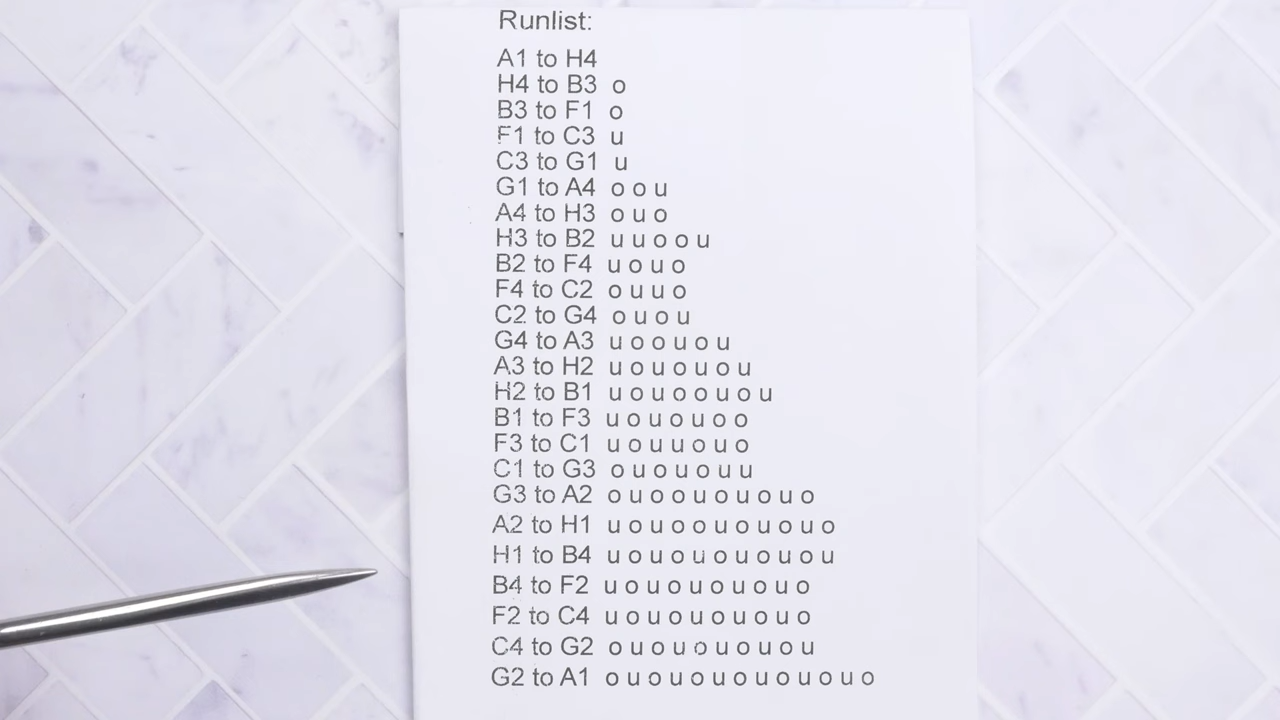 Runlist:
A1 to H4
H4 to B3 o
B3 to F1 o
F1 to C3 u
C3 to G1 u
G1 to A4 o o u
A4 to H3 o u o
H3 to B2 u u o o u
B2 to F4 u o u o
F4 to C2 o u u o
C2 to G4 o u o u
G4 to A3 u o o u o u
A3 to H2 u o u o u o u
H2 to B1 u o u o o u o u
B1 to F3 u o u o u o o
F3 to C1 u o u u o u o
C1 to G3 o u o u o u u
G3 to A2 o u o o u o u o u o
A2 to H1 u o u o o u o u o u o
H1 to B4 u o u o u o u o u o u
B4 to F2 u o u o u o u o u o
F2 to C4 u o u o u o u o u o
C4 to G2 o u o u o u o u o u
G2 to A1 o u o u o u o u o u o u o